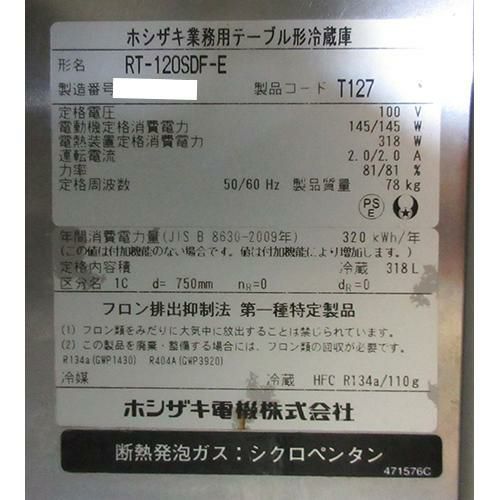 ホシザキ業務用テーブル形冷蔵庫
形名 RT-120SDF-E
製造番号 製品コード T127
定格電圧 100 V
電動機定格消費電力 145/145 W
電熱装置定格消費電力 318 W
運転電流 2.0/2.0 A
力率 81/81 %
定格周波数 50/60 Hz 製品質量 78 kg
PS
E
年間消費電力量(JIS B 8630-2009年) 320 kWh/年
(この値は付加機能のない場合です。値は付加機能により増加します。)
定格内容積 冷蔵 318L
区分名 1C d= 750mm nR=0 dR=0
フロン排出抑制法 第一種特定製品
(1) フロン類をみだりに大気中に放出することは禁じられています。
(2) この製品を廃棄・整備する場合には、フロン類の回収が必要です。
R134a(GWP1430) R404A(GWP3920)
冷媒 冷蔵 HFC R134a/110g
ホシザキ電機株式会社
断熱発泡ガス：シクロペンタン
471576C